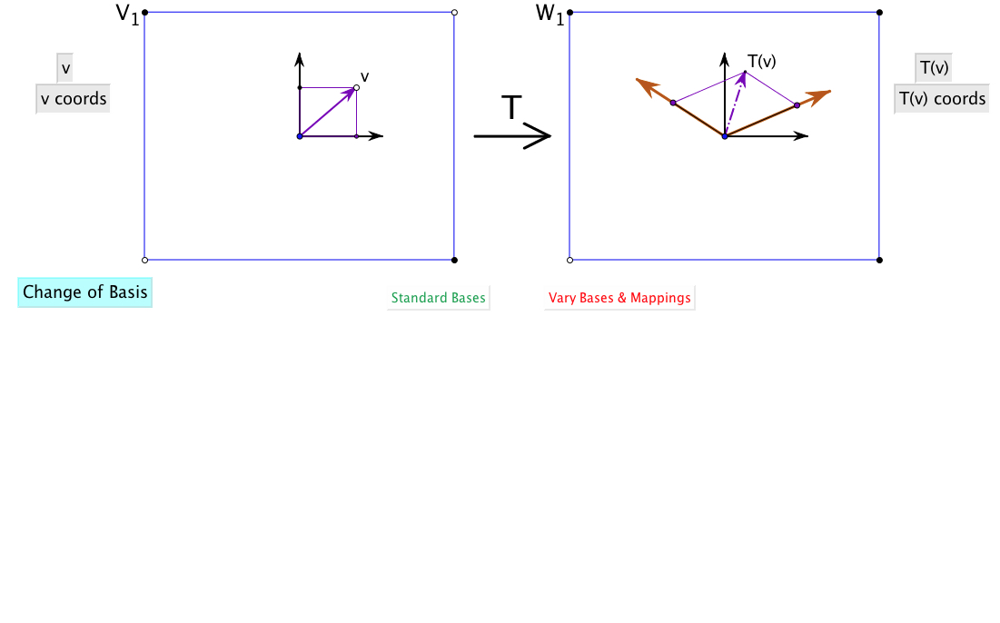 V1
W1
v
v coords
v
T
T(v)
T(v)
T(v) coords
Change of Basis
Standard Bases
Vary Bases & Mappings